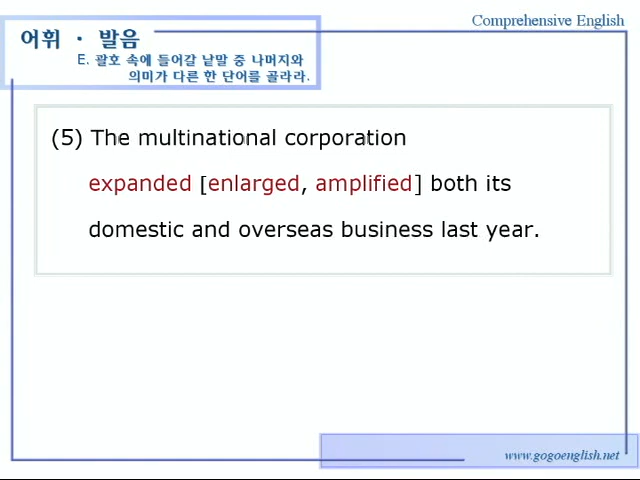 Comprehensive English
어휘 · 발음
E. 괄호 속에 들어갈 낱말 중 나머지와
의미가 다른 한 단어를 골라라.
(5) The multinational corporation
expanded [enlarged, amplified] both its
domestic and overseas business last year.
www.gogoenglish.net